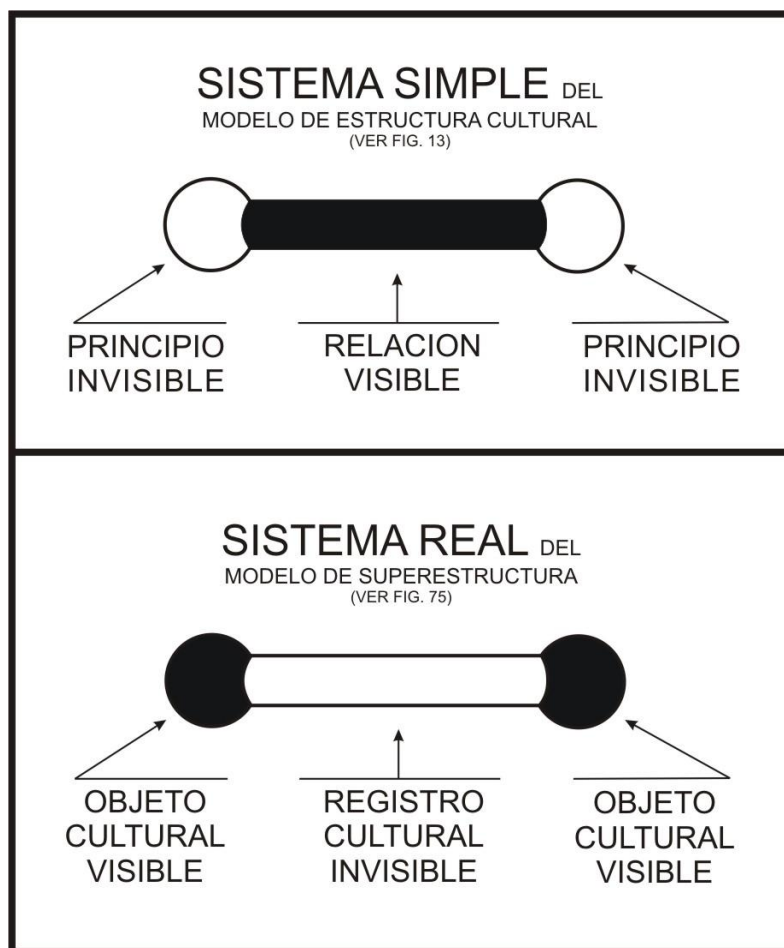 SISTEMA SIMPLE DEL
MODELO DE ESTRUCTURA CULTURAL
(VER FIG. 13)
PRINCIPIO
INVISIBLE
RELACION
VISIBLE
PRINCIPIO
INVISIBLE
SISTEMA REAL DEL
MODELO DE SUPERESTRUCTURA
(VER FIG. 75)
OBJETO
CULTURAL
VISIBLE
REGISTRO
CULTURAL
INVISIBLE
OBJETO
CULTURAL
VISIBLE